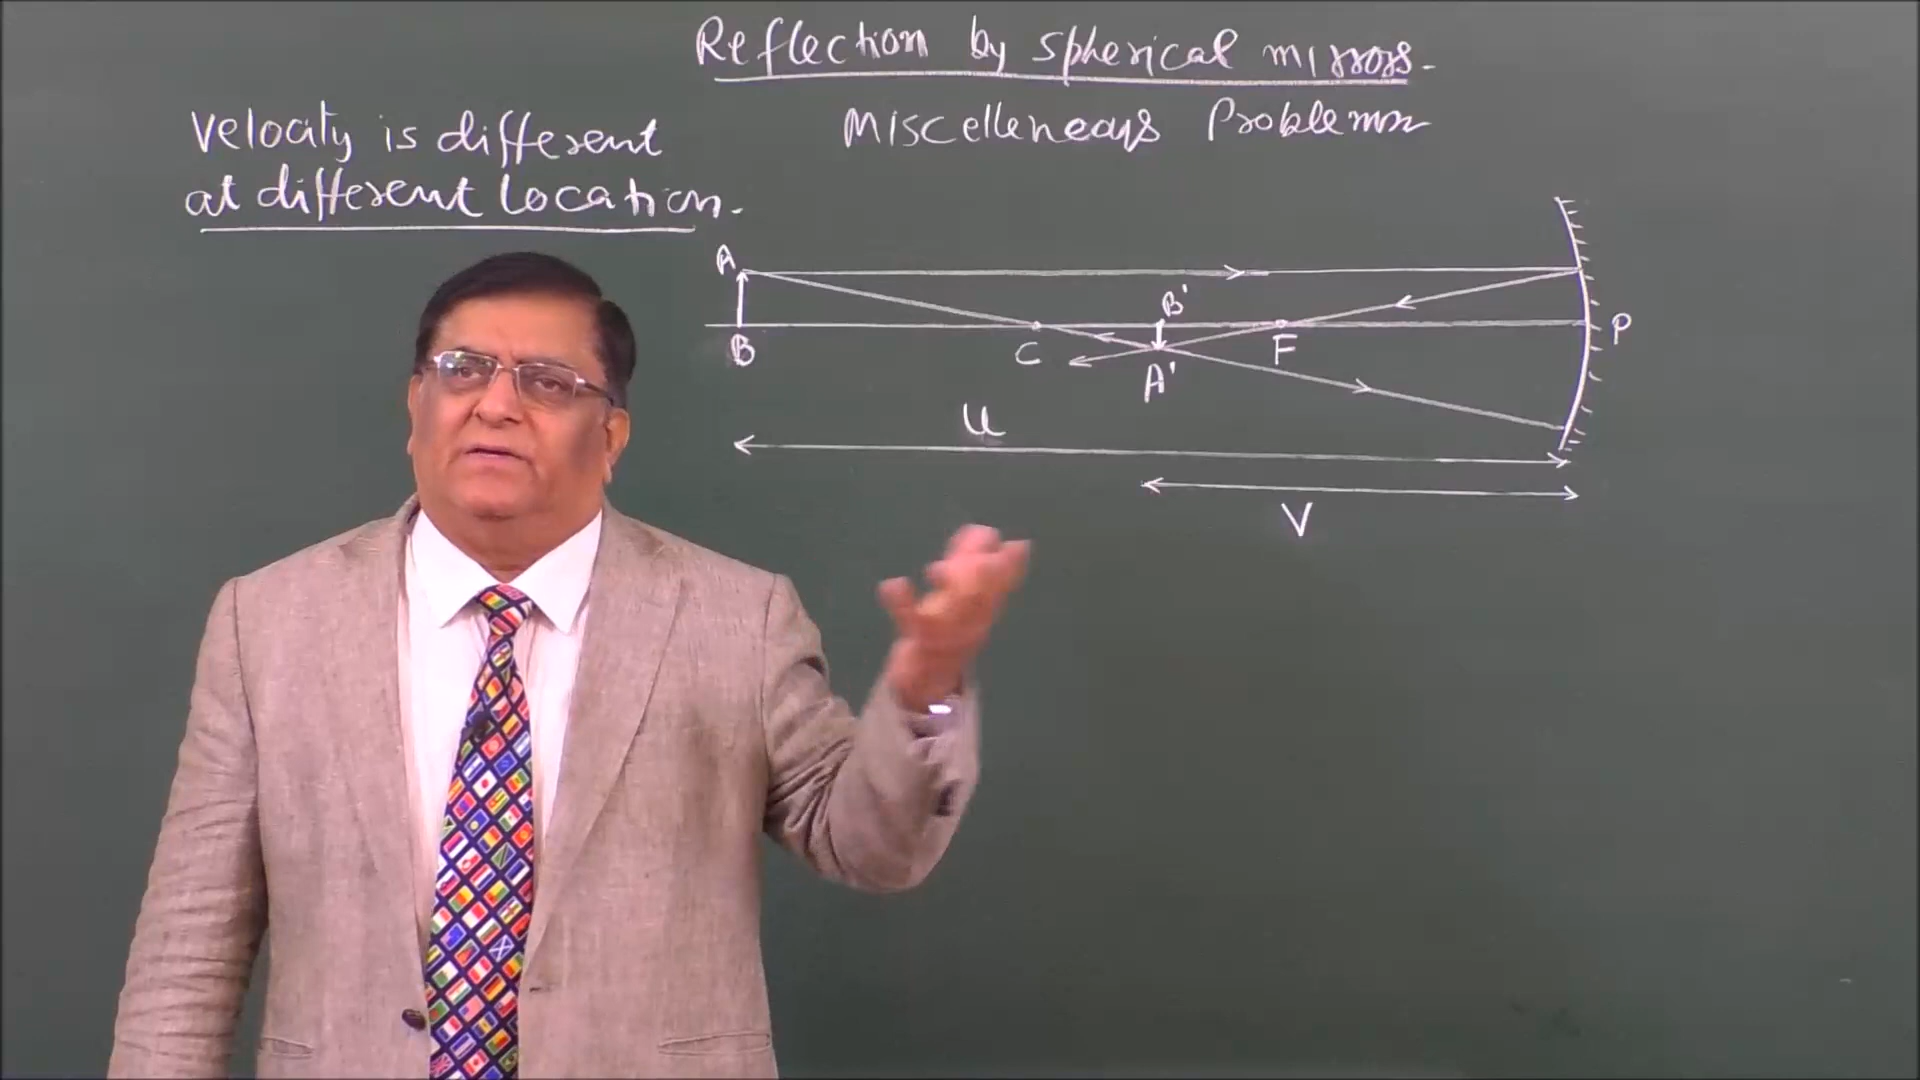 Reflection by spherical mirrors.
Miscelleneous Problems
Velocity is different
at different location.
A
B'
P
B
C
F
A'
u
V